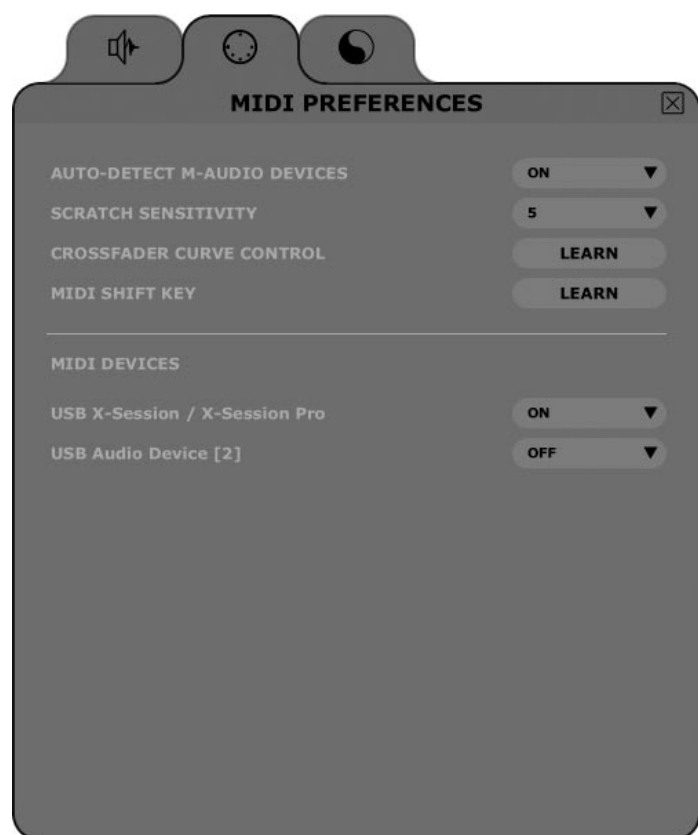 MIDI PREFERENCES
AUTO-DETECT M-AUDIO DEVICES ON
SCRATCH SENSITIVITY 5
CROSSFADER CURVE CONTROL LEARN
MIDI SHIFT KEY LEARN
MIDI DEVICES
USB X-Session / X-Session Pro ON
USB Audio Device [2] OFF